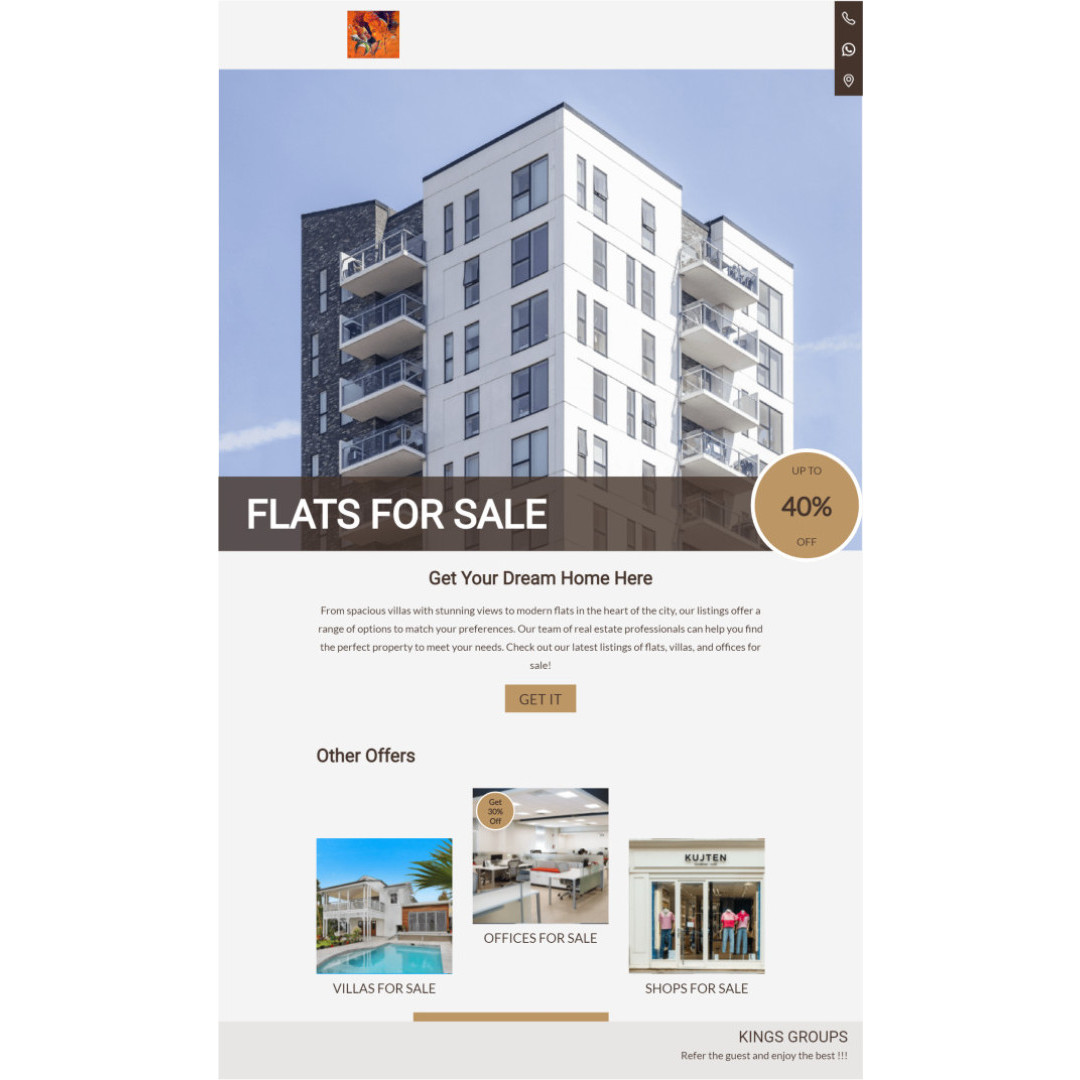 FLATS FOR SALE
UP TO
40%
OFF
Get Your Dream Home Here
From spacious villas with stunning views to modern flats in the heart of the city, our listings offer a
range of options to match your preferences. Our team of real estate professionals can help you find
the perfect property to meet your needs. Check out our latest listings of flats, villas, and offices for
sale!
GET IT
Other Offers
Get
30%
Off
KUJTEN
OFFICES FOR SALE
VILLAS FOR SALE
SHOPS FOR SALE
KINGS GROUPS
Refer the guest and enjoy the best !!!